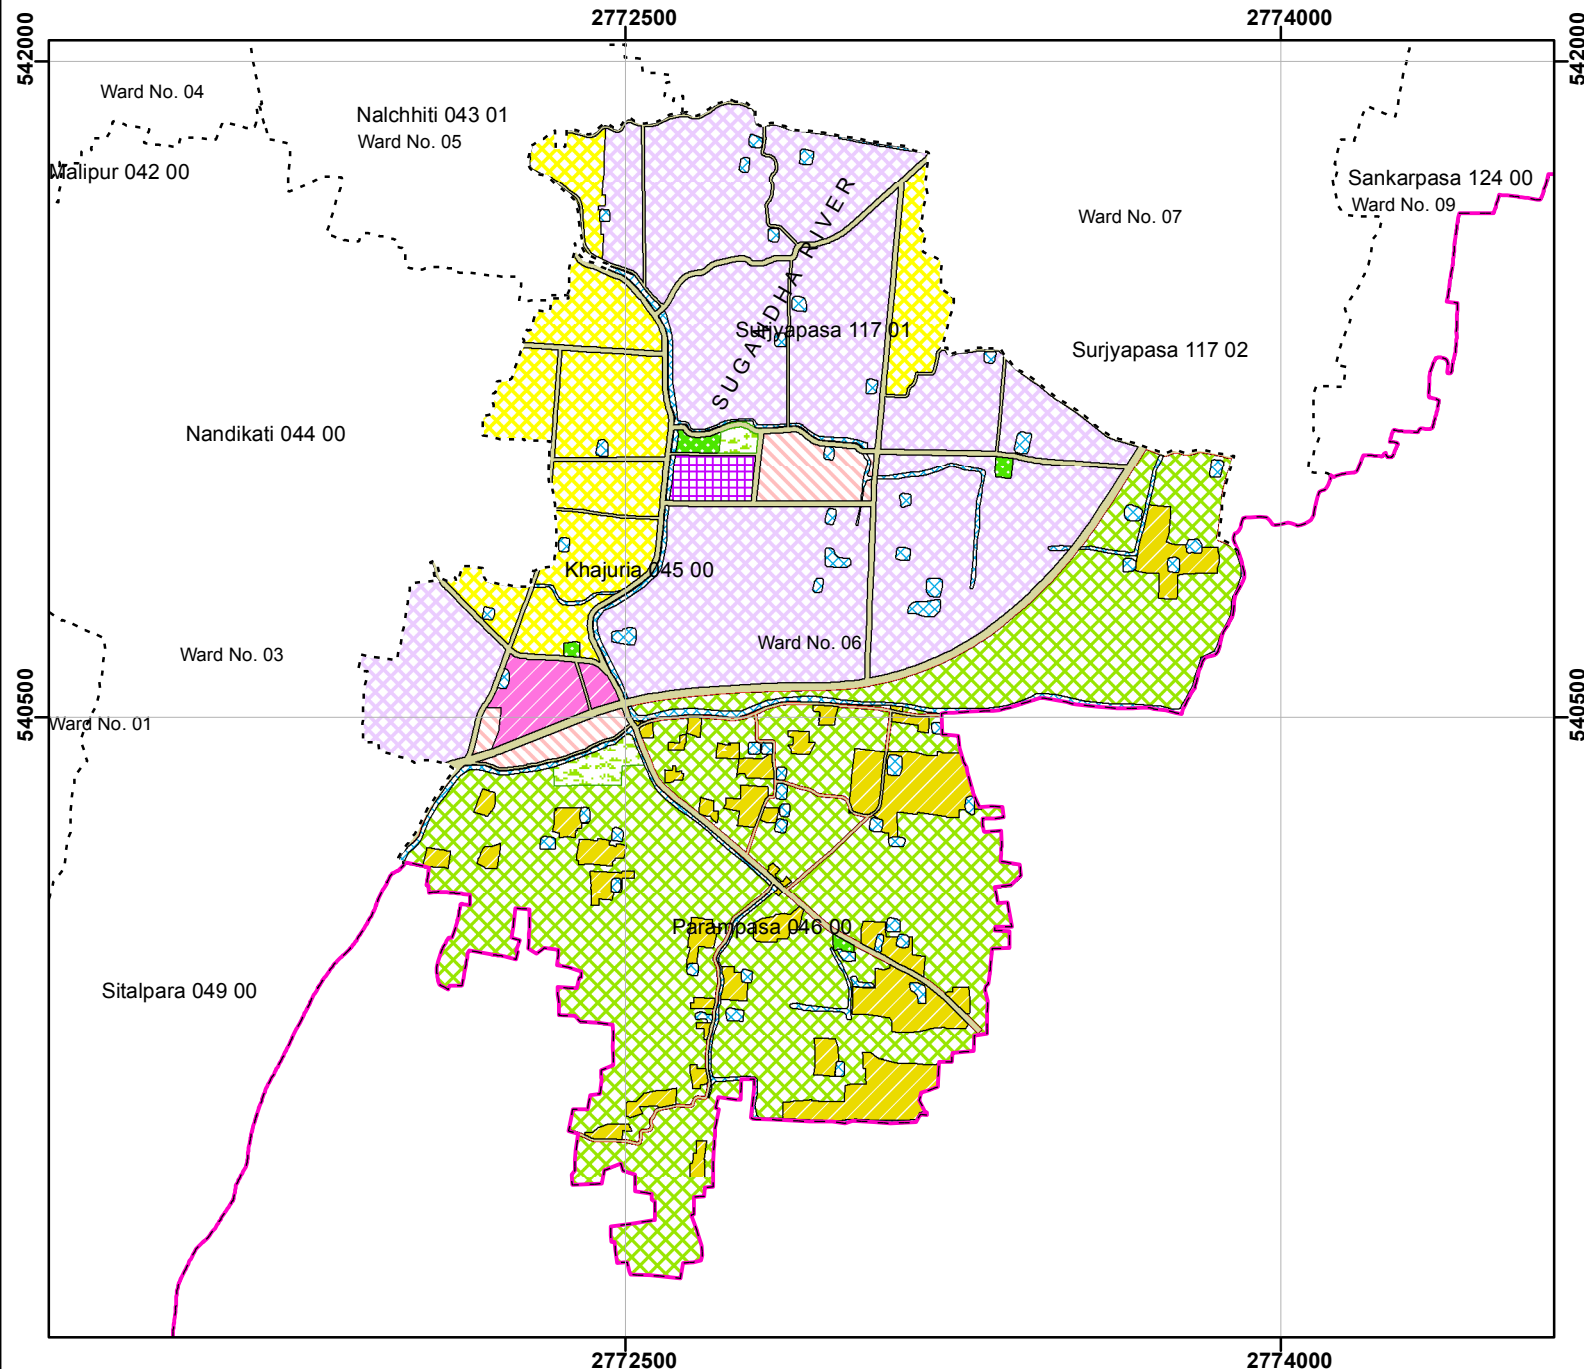 2772500
2774000
542000
542000
Ward No. 04
Nalchhiti 043 01
Ward No. 05
Malipur 042 00
Sankarpasa 124 00
Ward No. 09
Ward No. 07
SUGANDHA RIVER
Surjyapasa 117 01
Surjyapasa 117 02
Nandikati 044 00
Khajuria 045 00
Ward No. 06
Ward No. 03
540500
540500
Ward No. 01
Parampasa 046 00
Sitalpara 049 00
2772500
2774000